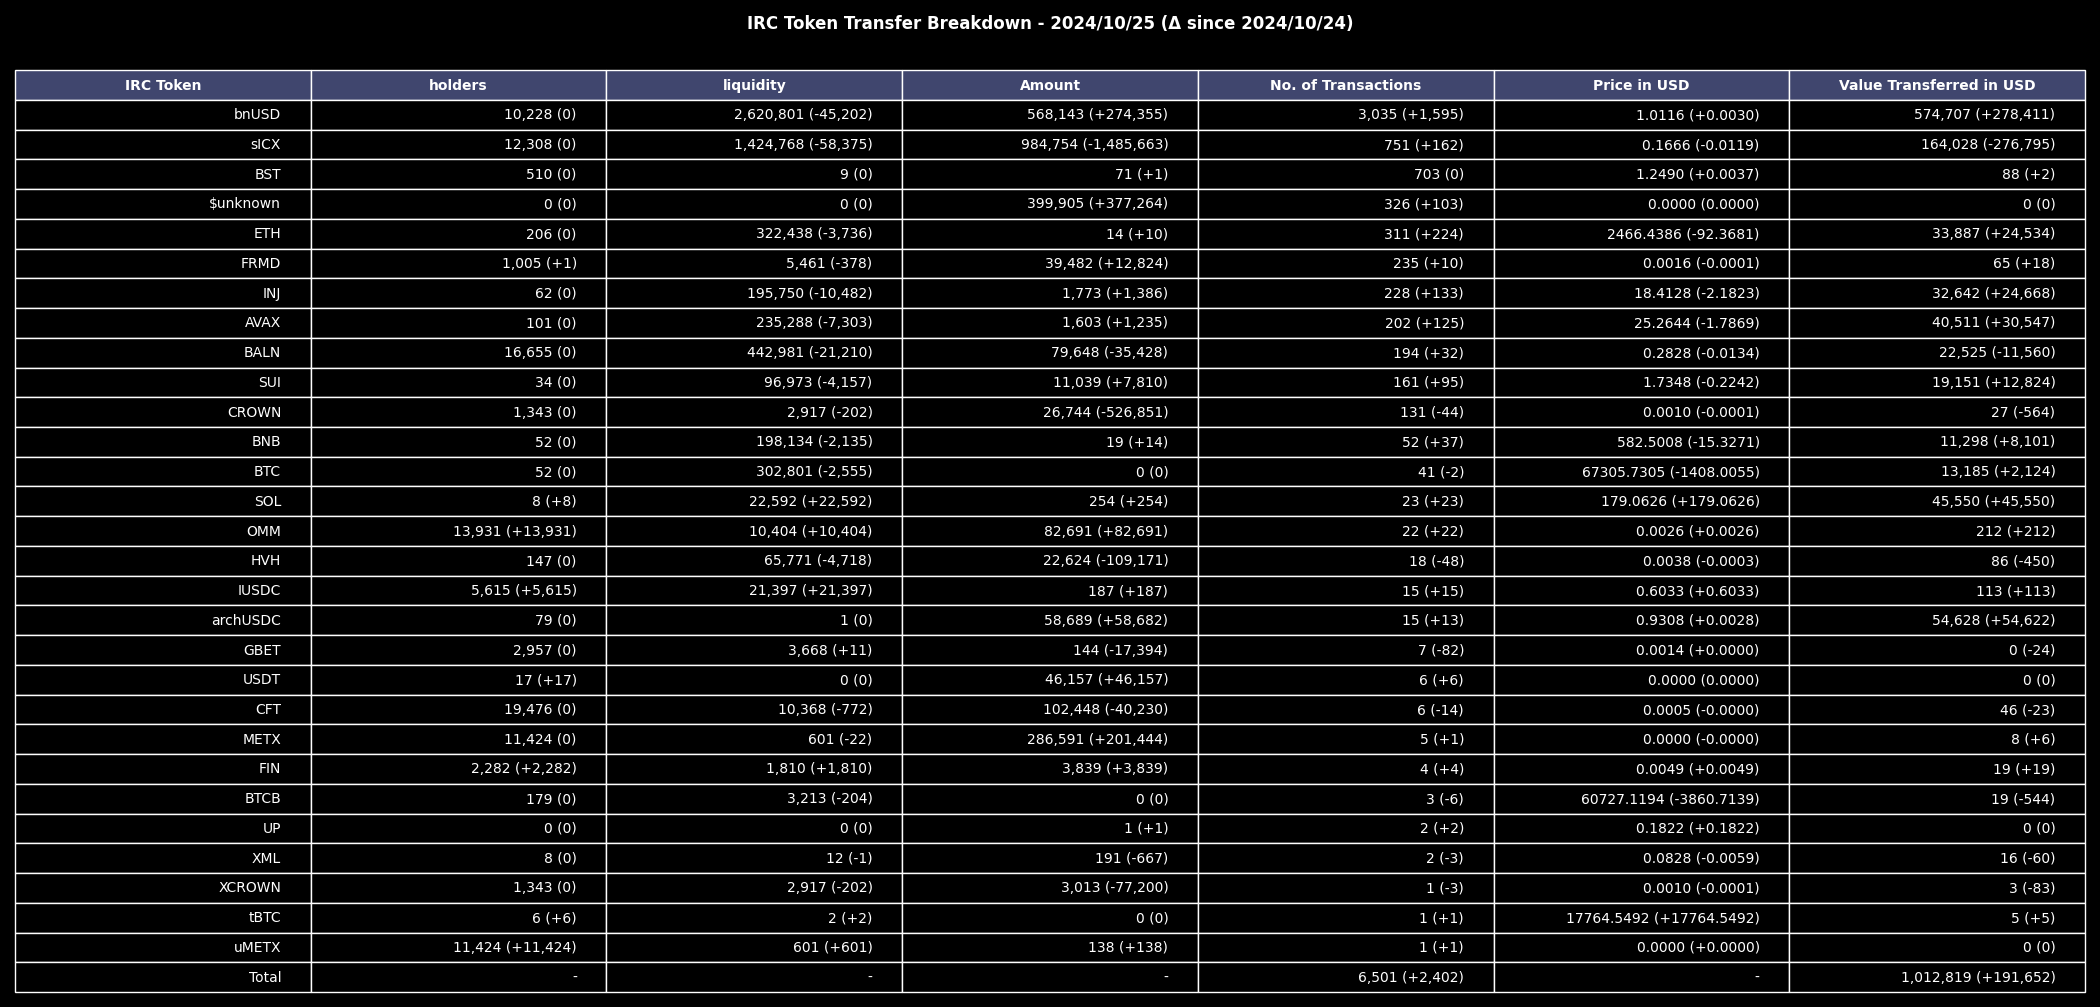 IRC Token Transfer Breakdown - 2024/10/25 (Δ since 2024/10/24)
IRC Token holders liquidity Amount No. of Transactions Price in USD Value Transferred in USD
bnUSD 10,228 (0) 2,620,801 (-45,202) 568,143 (+274,355) 3,035 (+1,595) 1.0116 (+0.0030) 574,707 (+278,411)
sICX 12,308 (0) 1,424,768 (-58,375) 984,754 (-1,485,663) 751 (+162) 0.1666 (-0.0119) 164,028 (-276,795)
BST 510 (0) 9 (0) 71 (+1) 703 (0) 1.2490 (+0.0037) 88 (+2)
$unknown 0 (0) 0 (0) 399,905 (+377,264) 326 (+103) 0.0000 (0.0000) 0 (0)
ETH 206 (0) 322,438 (-3,736) 14 (+10) 311 (+224) 2466.4386 (-92.3681) 33,887 (+24,534)
FRMD 1,005 (+1) 5,461 (-378) 39,482 (+12,824) 235 (+10) 0.0016 (-0.0001) 65 (+18)
INJ 62 (0) 195,750 (-10,482) 1,773 (+1,386) 228 (+133) 18.4128 (-2.1823) 32,642 (+24,668)
AVAX 101 (0) 235,288 (-7,303) 1,603 (+1,235) 202 (+125) 25.2644 (-1.7869) 40,511 (+30,547)
BALN 16,655 (0) 442,981 (-21,210) 79,648 (-35,428) 194 (+32) 0.2828 (-0.0134) 22,525 (-11,560)
SUI 34 (0) 96,973 (-4,157) 11,039 (+7,810) 161 (+95) 1.7348 (-0.2242) 19,151 (+12,824)
CROWN 1,343 (0) 2,917 (-202) 26,744 (-526,851) 131 (-44) 0.0010 (-0.0001) 27 (-564)
BNB 52 (0) 198,134 (-2,135) 19 (+14) 52 (+37) 582.5008 (-15.3271) 11,298 (+8,101)
BTC 52 (0) 302,801 (-2,555) 0 (0) 41 (-2) 67305.7305 (-1408.0055) 13,185 (+2,124)
SOL 8 (+8) 22,592 (+22,592) 254 (+254) 23 (+23) 179.0626 (+179.0626) 45,550 (+45,550)
OMM 13,931 (+13,931) 10,404 (+10,404) 82,691 (+82,691) 22 (+22) 0.0026 (+0.0026) 212 (+212)
HVH 147 (0) 65,771 (-4,718) 22,624 (-109,171) 18 (-48) 0.0038 (-0.0003) 86 (-450)
IUSDC 5,615 (+5,615) 21,397 (+21,397) 187 (+187) 15 (+15) 0.6033 (+0.6033) 113 (+113)
archUSDC 79 (0) 1 (0) 58,689 (+58,682) 15 (+13) 0.9308 (+0.0028) 54,628 (+54,622)
GBET 2,957 (0) 3,668 (+11) 144 (-17,394) 7 (-82) 0.0014 (+0.0000) 0 (-24)
USDT 17 (+17) 0 (0) 46,157 (+46,157) 6 (+6) 0.0000 (0.0000) 0 (0)
CFT 19,476 (0) 10,368 (-772) 102,448 (-40,230) 6 (-14) 0.0005 (-0.0000) 46 (-23)
METX 11,424 (0) 601 (-22) 286,591 (+201,444) 5 (+1) 0.0000 (-0.0000) 8 (+6)
FIN 2,282 (+2,282) 1,810 (+1,810) 3,839 (+3,839) 4 (+4) 0.0049 (+0.0049) 19 (+19)
BTCB 179 (0) 3,213 (-204) 0 (0) 3 (-6) 60727.1194 (-3860.7139) 19 (-544)
UP 0 (0) 0 (0) 1 (+1) 2 (+2) 0.1822 (+0.1822) 0 (0)
XML 8 (0) 12 (-1) 191 (-667) 2 (-3) 0.0828 (-0.0059) 16 (-60)
XCROWN 1,343 (0) 2,917 (-202) 3,013 (-77,200) 1 (-3) 0.0010 (-0.0001) 3 (-83)
tBTC 6 (+6) 2 (+2) 0 (0) 1 (+1) 17764.5492 (+17764.5492) 5 (+5)
uMETX 11,424 (+11,424) 601 (+601) 138 (+138) 1 (+1) 0.0000 (+0.0000) 0 (0)
Total - - - 6,501 (+2,402) - 1,012,819 (+191,652)